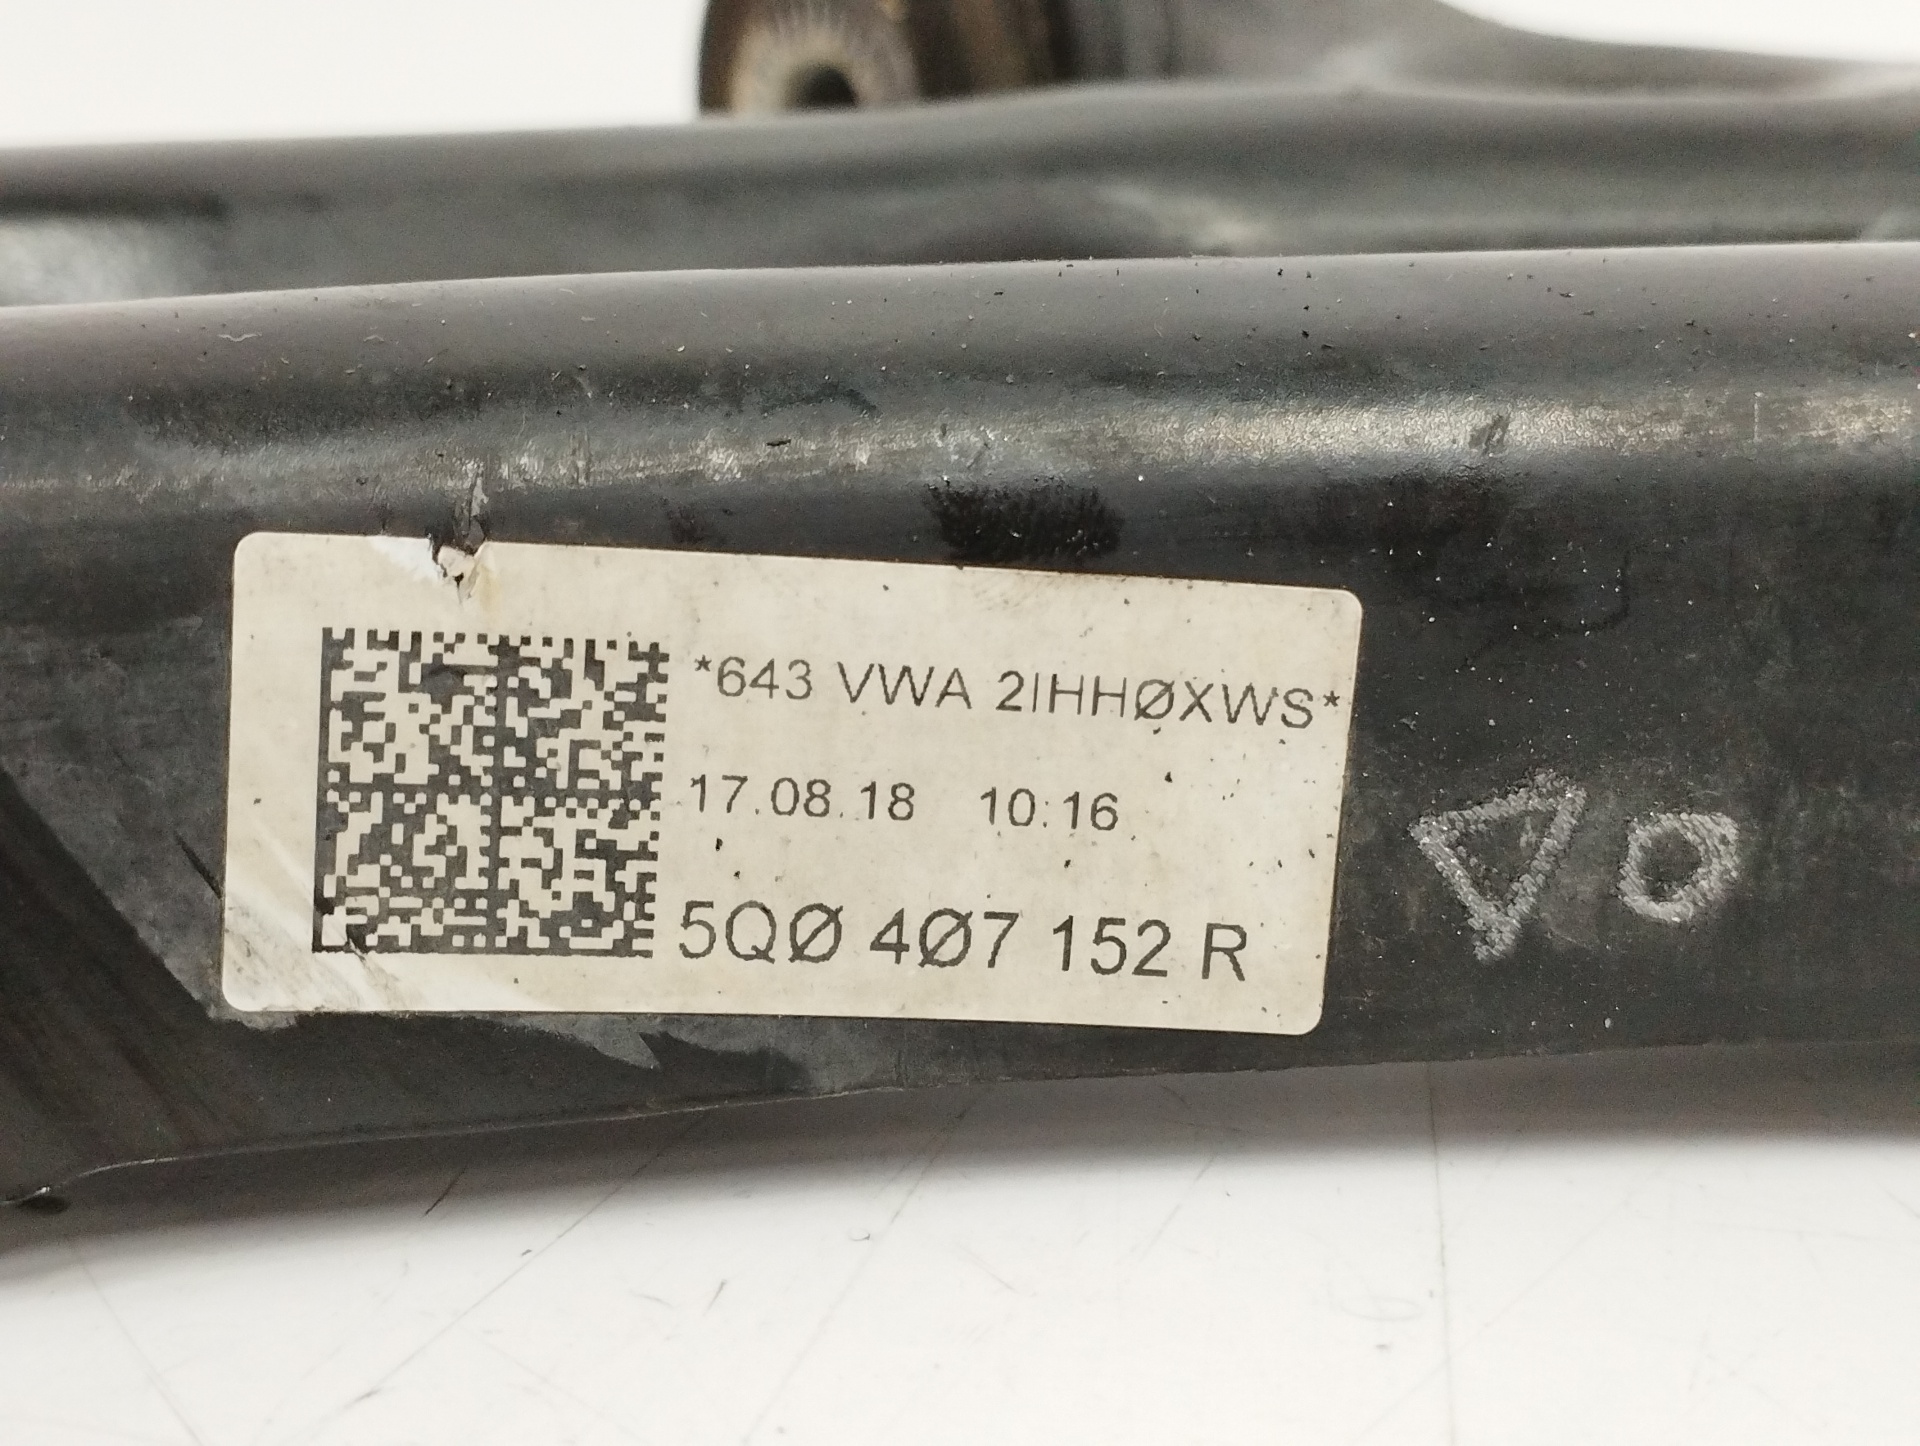 *643 VWA 2IHHØXWS*
17.08.18 10:16
5QØ 4Ø7 152 R